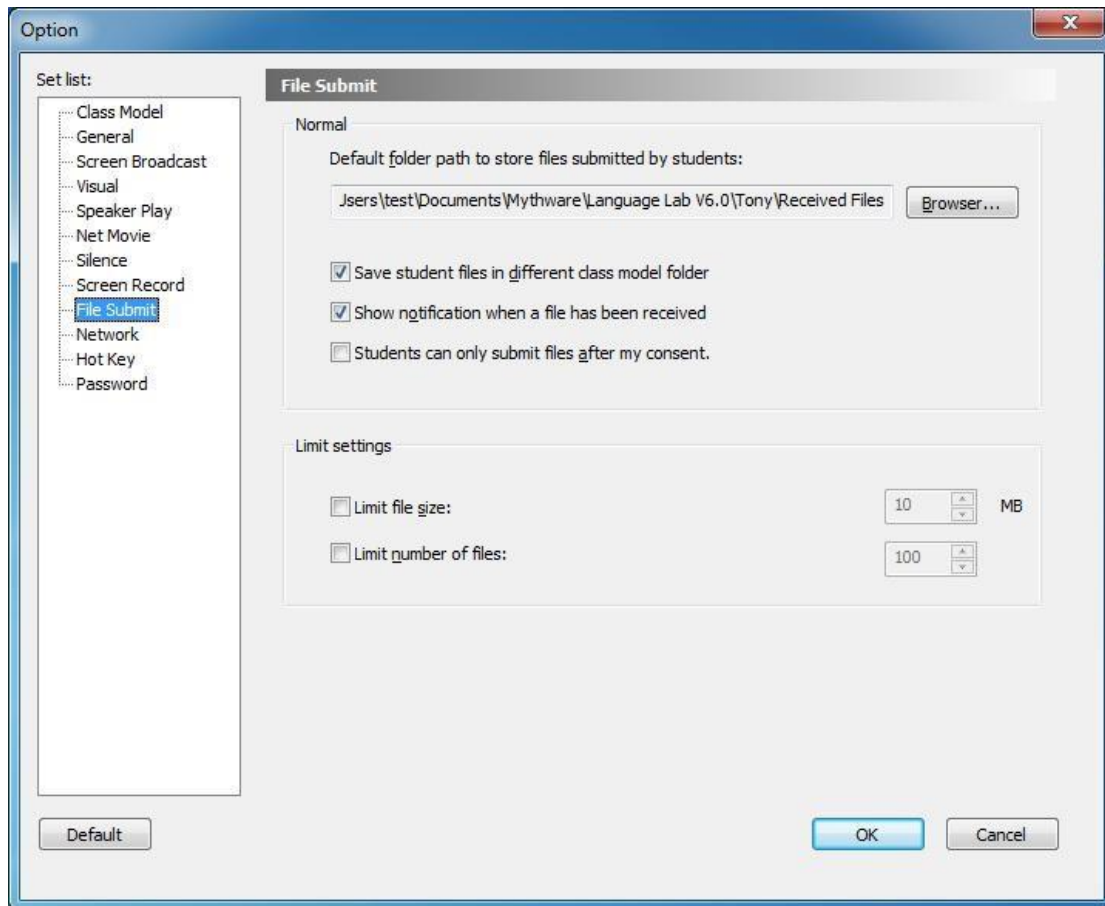 Option
Set list:
Class Model
General
Screen Broadcast
Visual
Speaker Play
Net Movie
Silence
Screen Record
File Submit
Network
Hot Key
Password
File Submit
Normal
Default folder path to store files submitted by students:
Jsers\test\Documents\Mythware\Language Lab V6.0\Tony\Received Files
Browser...
Save student files in different class model folder
Show notification when a file has been received
Students can only submit files after my consent.
Limit settings
Limit file size:
10
MB
Limit number of files:
100
Default
OK
Cancel